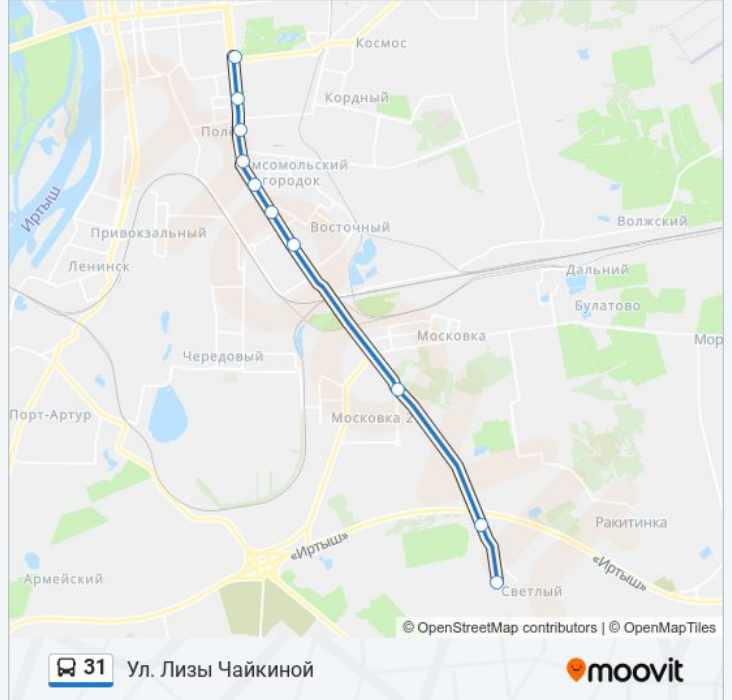 Космос
Кордный
Поле
мсомольский
городок
Иртыш
Восточный
Волжский
Привокзальный
Ленинск
Дальний
Булатово
Московка
Мор
Чередовый
Порт-Артур
Московка 2
Ракитинка
«Иртыш»
«Иртыш»
Армейский
Светлый
© OpenStreetMap contributors | © OpenMapTiles
31 Ул. Лизы Чайкиной
moovit